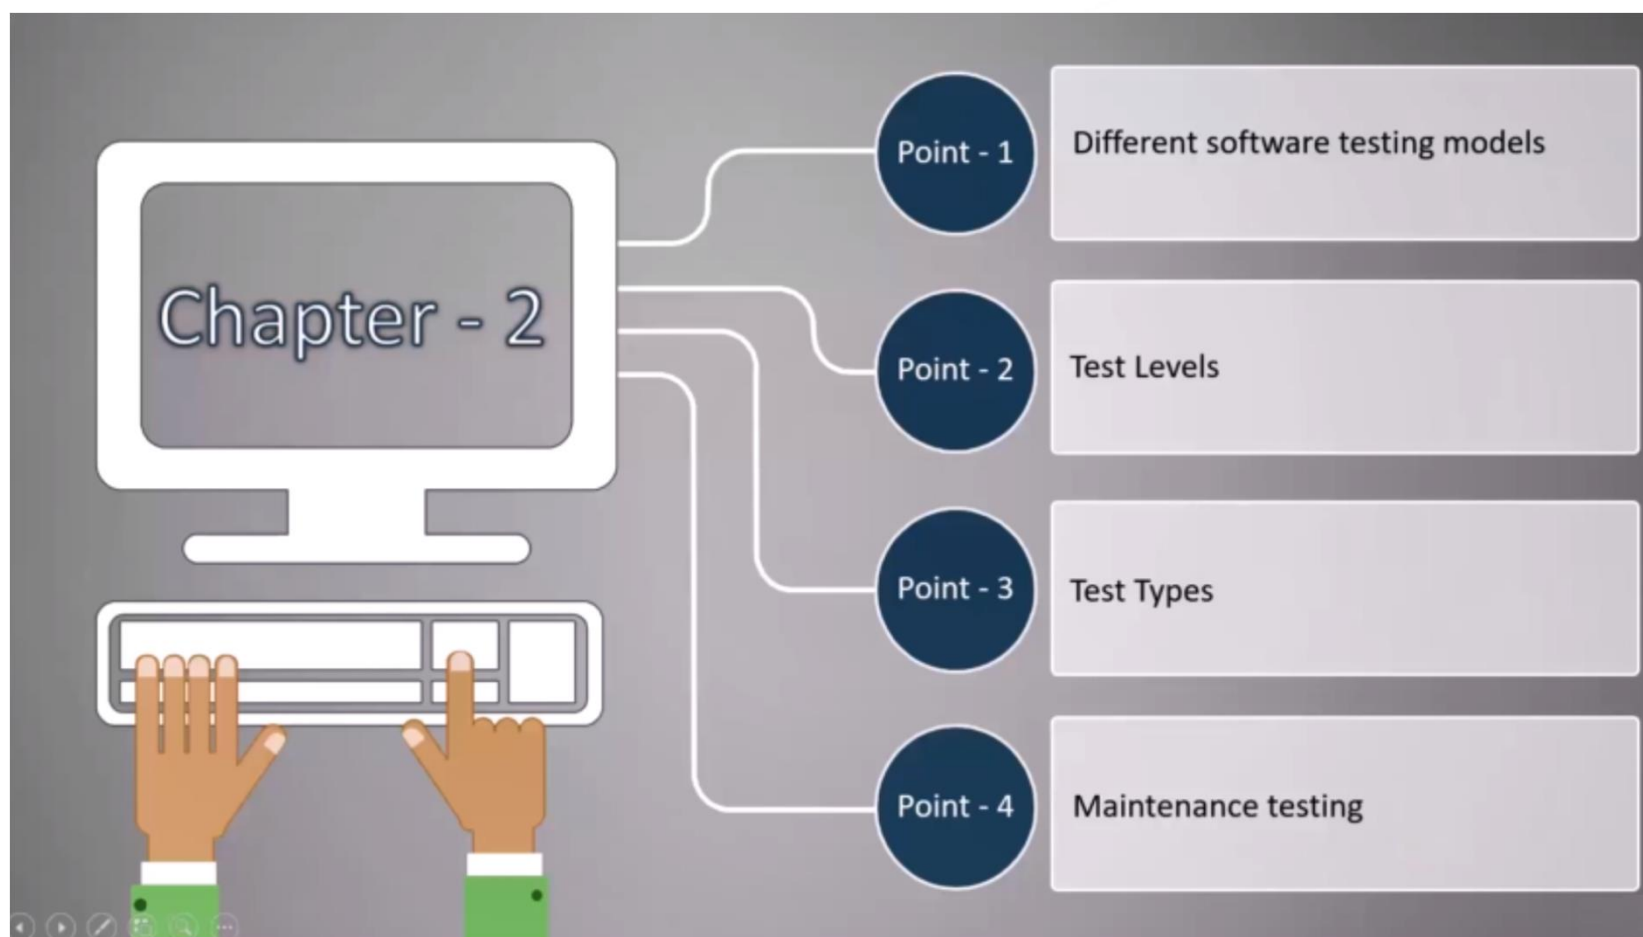 Chapter - 2
Point - 1
Different software testing models
Point - 2
Test Levels
Point - 3
Test Types
Point - 4
Maintenance testing